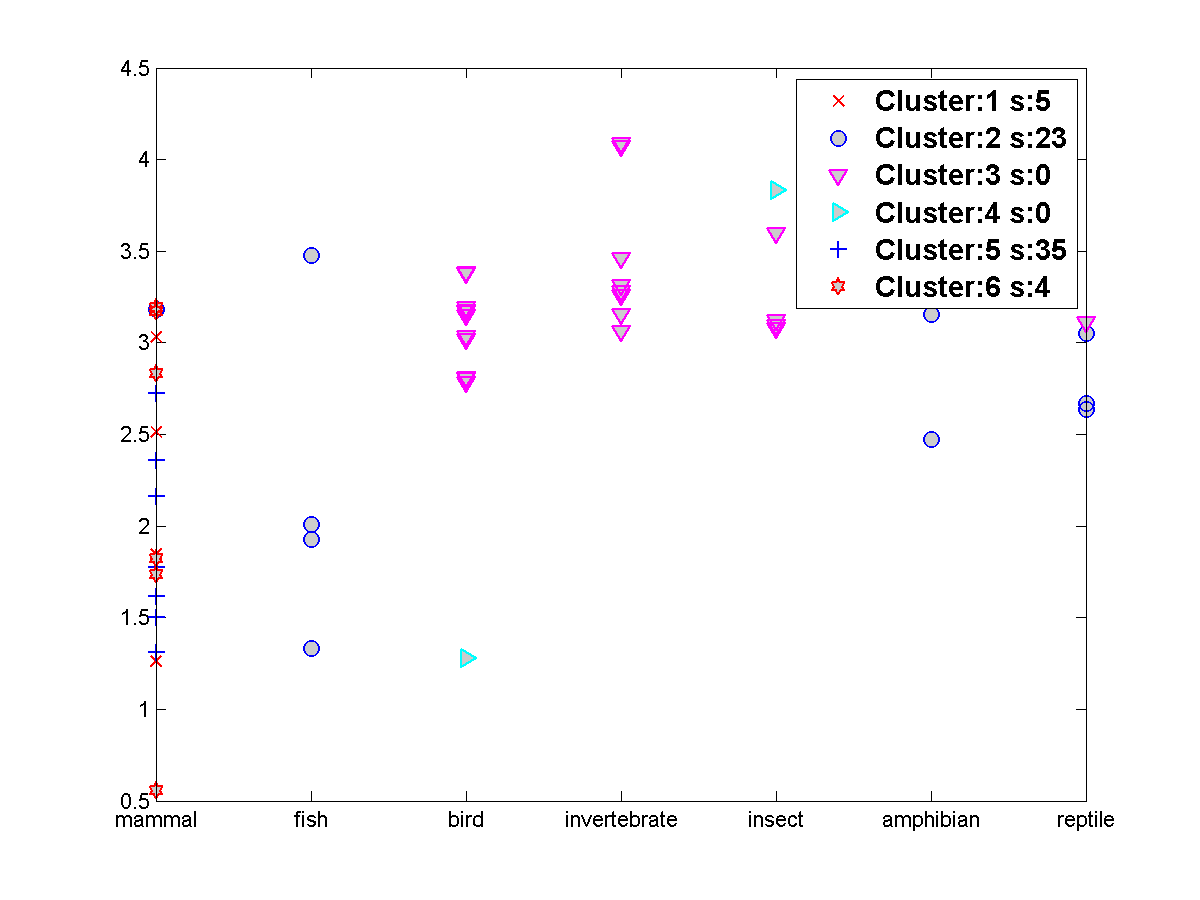 4.5
4
3.5
3
2.5
2
1.5
1
0.5
mammal fish bird invertebrate insect amphibian reptile
Cluster:1 s:5
Cluster:2 s:23
Cluster:3 s:0
Cluster:4 s:0
Cluster:5 s:35
Cluster:6 s:4